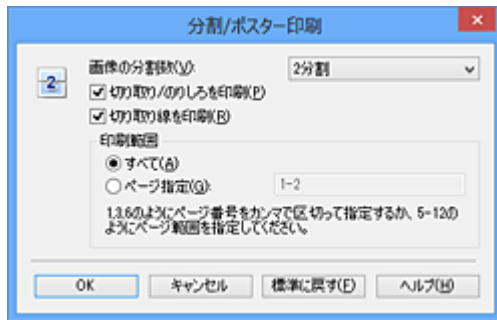 分割/ポスター印刷
×
画像の分割数(V):
2分割
2
切り取り/のりしろを印刷(P)
切り取り線を印刷(R)
印刷範囲
すべて(A)
ページ指定(G):
1-2
1,3,6のようにページ番号をカンマで区切って指定するか、5-12の
ようにページ範囲を指定してください。
OK
キャンセル
標準に戻す(F)
ヘルプ(H)